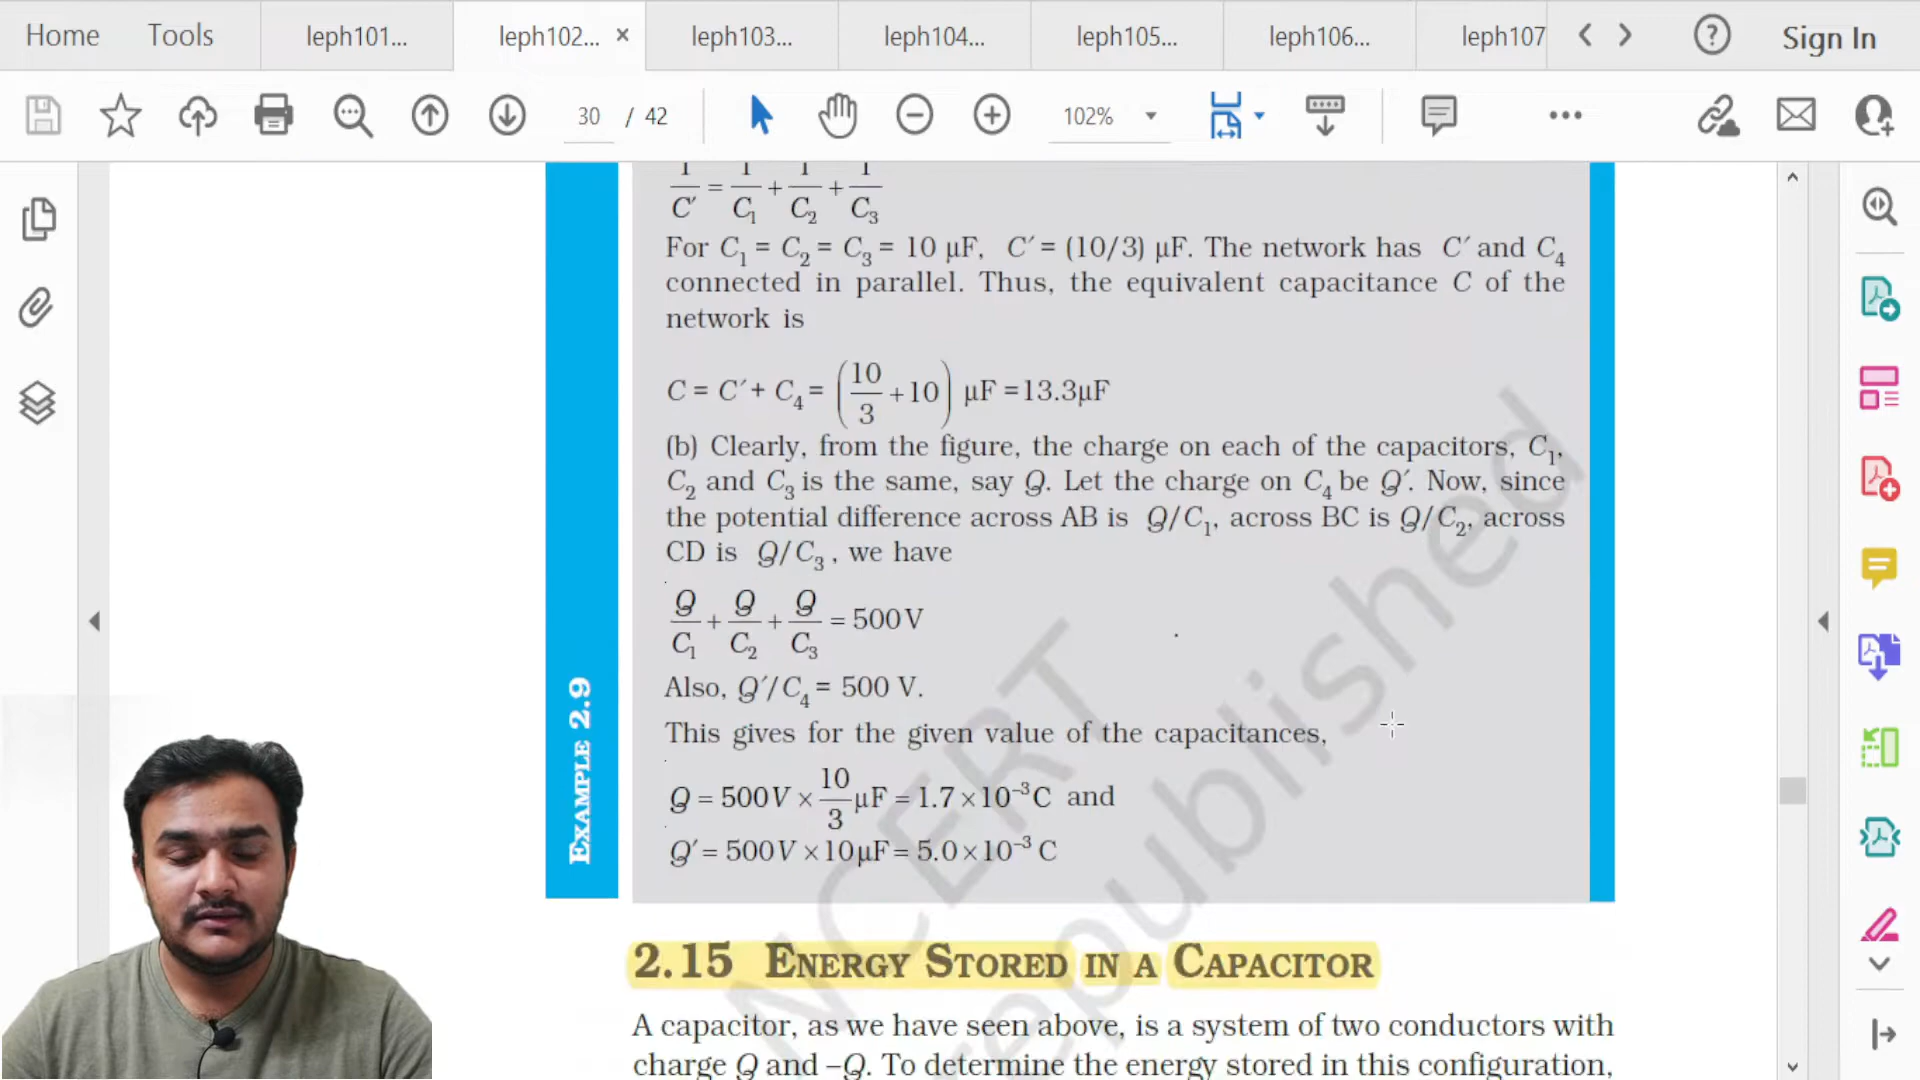 Home Tools leph101... leph102... × leph103... leph104... leph105... leph106... leph107 Sign In
30 / 42 102%
1/C′ = 1/C₁ + 1/C₂ + 1/C₃
For C₁ = C₂ = C₃ = 10 µF, C′ = (10/3) µF. The network has C′ and C₄
connected in parallel. Thus, the equivalent capacitance C of the
network is
C = C′ + C₄ = (10/3 + 10) µF = 13.3µF
(b) Clearly, from the figure, the charge on each of the capacitors, C₁,
C₂ and C₃ is the same, say Q. Let the charge on C₄ be Q′. Now, since
the potential difference across AB is Q/C₁, across BC is Q/C₂, across
CD is Q/C₃ , we have
Q/C₁ + Q/C₂ + Q/C₃ = 500 V
Also, Q′/C₄ = 500 V.
This gives for the given value of the capacitances,
Q = 500V × 10/3 µF = 1.7 × 10⁻³ C and
Q′ = 500V × 10µF = 5.0 × 10⁻³ C
EXAMPLE 2.9
NCERT
republished
2.15 ENERGY STORED IN A CAPACITOR
A capacitor, as we have seen above, is a system of two conductors with
charge Q and –Q. To determine the energy stored in this configuration,